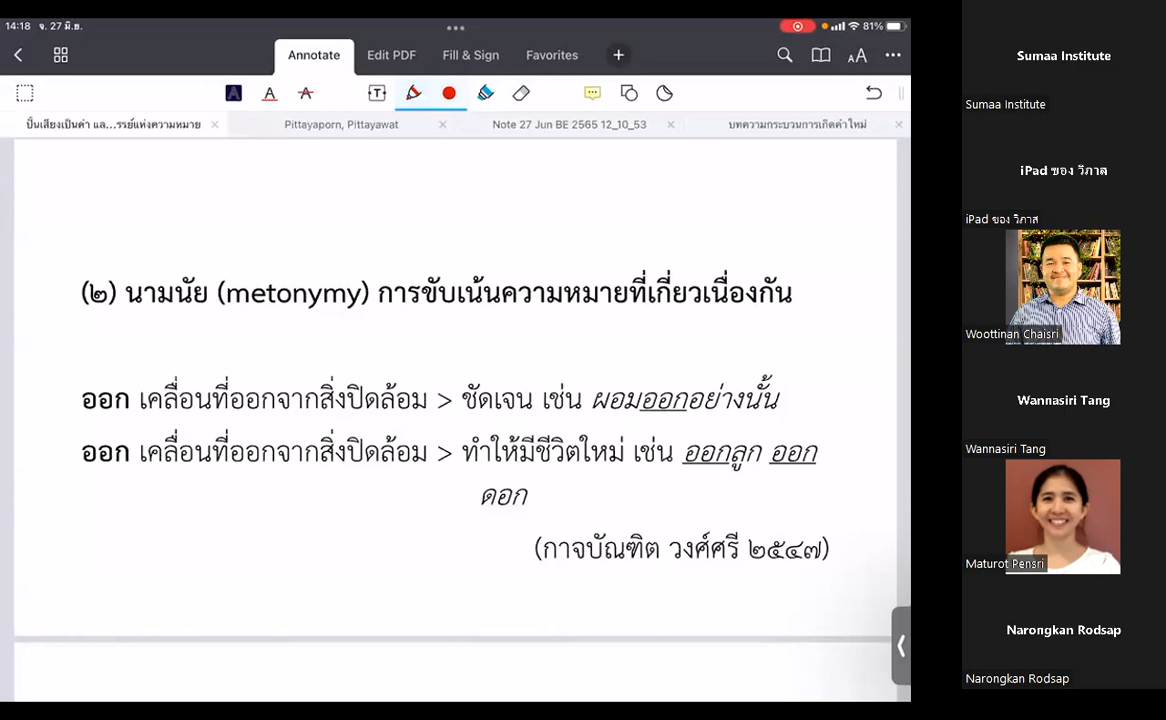 14:18 จ. 27 มิ.ย.
81%
Annotate
Edit PDF
Fill & Sign
Favorites
ปั้นเสียงเป็นคำ แล...รรย์แห่งความหมาย
Pittayaporn, Pittayawat
Note 27 Jun BE 2565 12_10_53
บทความกระบวนการเกิดคำใหม่
(๒) นามนัย (metonymy) การขับเน้นความหมายที่เกี่ยวเนื่องกัน
ออก เคลื่อนที่ออกจากสิ่งปิดล้อม > ชัดเจน เช่น ผอมออกอย่างนั้น
ออก เคลื่อนที่ออกจากสิ่งปิดล้อม > ทำให้มีชีวิตใหม่ เช่น ออกลูก ออก
ดอก
(กาจบัณฑิต วงศ์ศรี ๒๕๔๗)
Sumaa Institute
Sumaa Institute
iPad ของ วิภาส
iPad ของ วิภาส
Woottinan Chaisri
Wannasiri Tang
Wannasiri Tang
Maturot Pensri
Narongkan Rodsap
Narongkan Rodsap